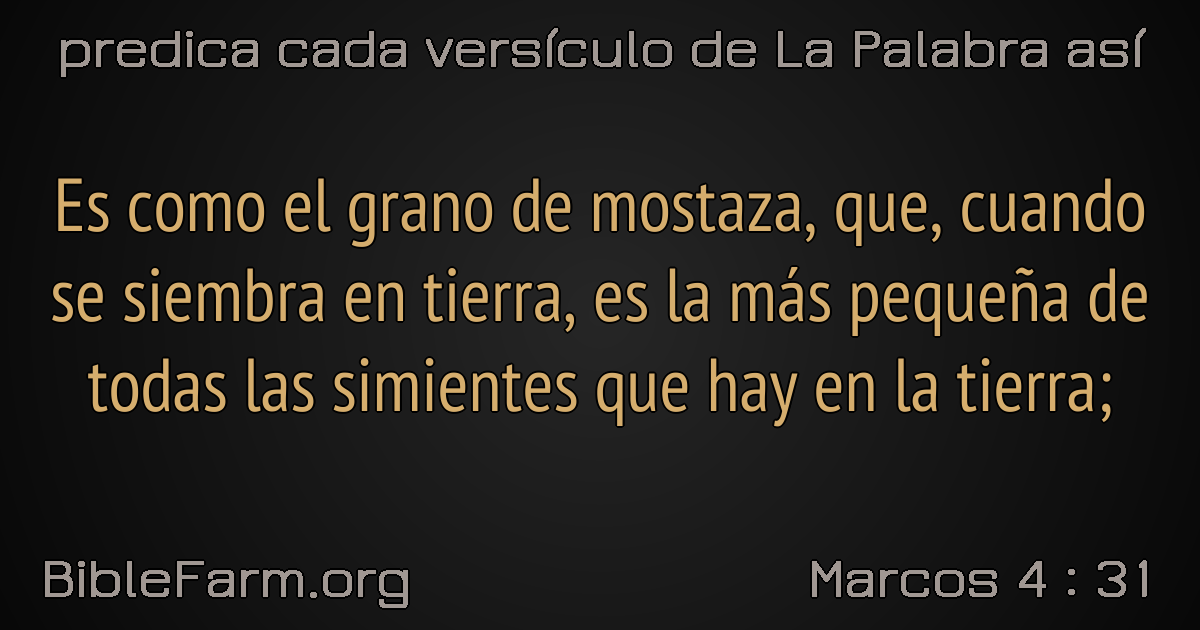 predica cada versículo de La Palabra así
Es como el grano de mostaza, que, cuando
se siembra en tierra, es la más pequeña de
todas las simientes que hay en la tierra;
BibleFarm.org
Marcos 4 : 31